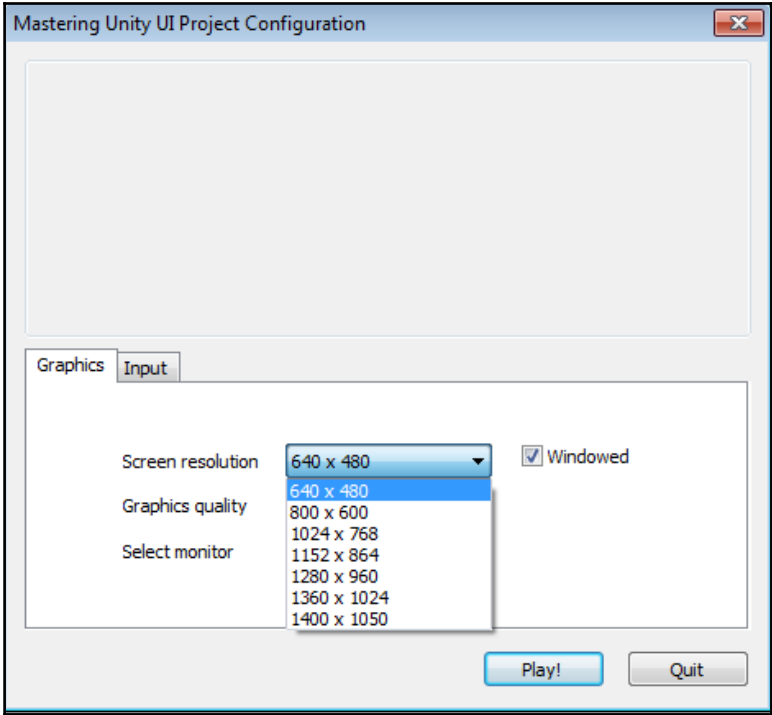 Mastering Unity UI Project Configuration
Graphics
Input
Screen resolution
640 x 480
Windowed
640 x 480
Graphics quality
800 x 600
1024 x 768
Select monitor
1152 x 864
1280 x 960
1360 x 1024
1400 x 1050
Play!
Quit